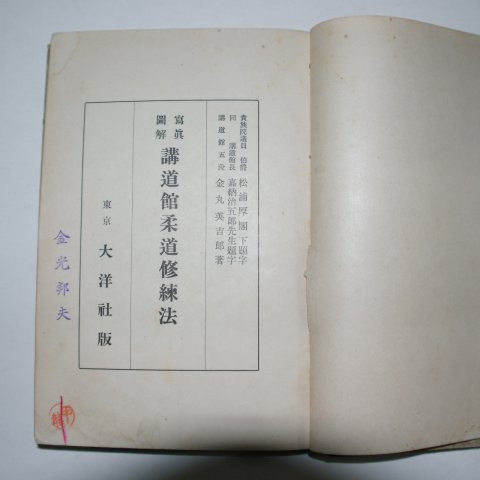 貴族院議員 伯爵 松浦厚閣下題字
同 講道館長 嘉納治五郎先生題字
講道館五段 金丸英吉郎著
寫眞
圖解
講道館柔道修練法
東京 大洋社版
金光邦夫